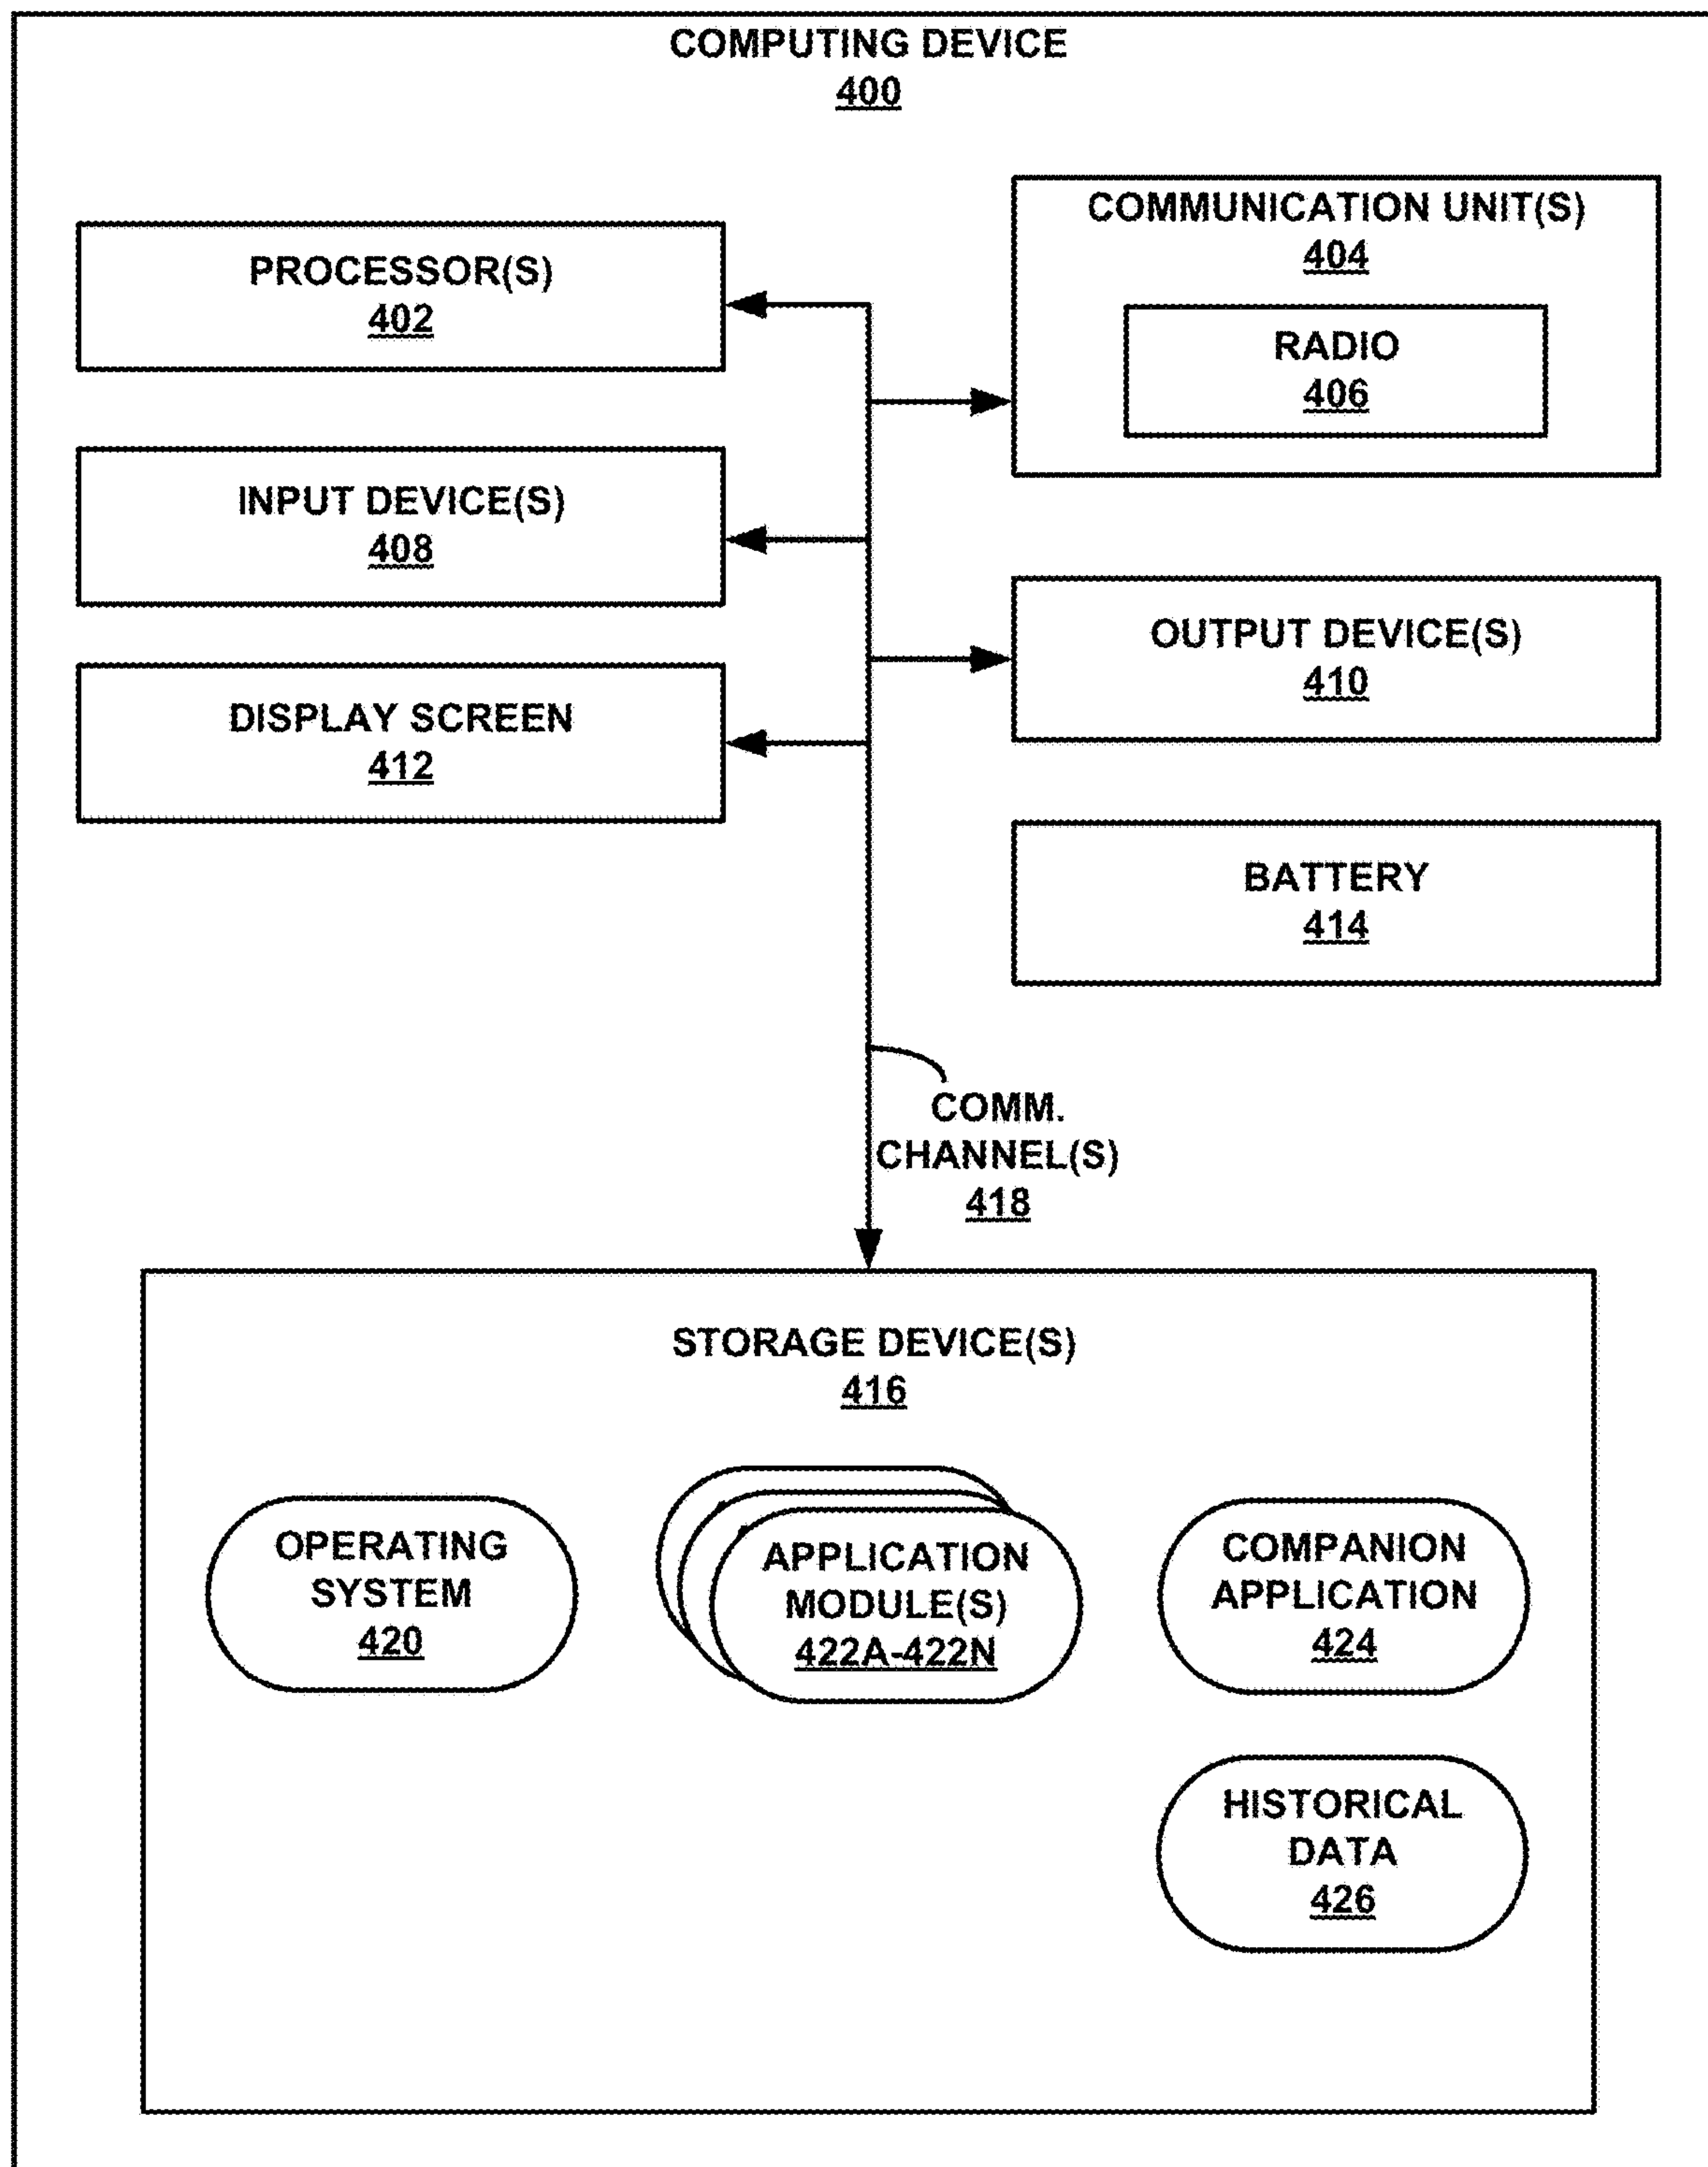 COMPUTING DEVICE
400
PROCESSOR(S)
402
COMMUNICATION UNIT(S)
404
RADIO
406
INPUT DEVICE(S)
408
OUTPUT DEVICE(S)
410
DISPLAY SCREEN
412
BATTERY
414
COMM.
CHANNEL(S)
418
STORAGE DEVICE(S)
416
OPERATING
SYSTEM
420
APPLICATION
MODULE(S)
422A-422N
COMPANION
APPLICATION
424
HISTORICAL
DATA
426